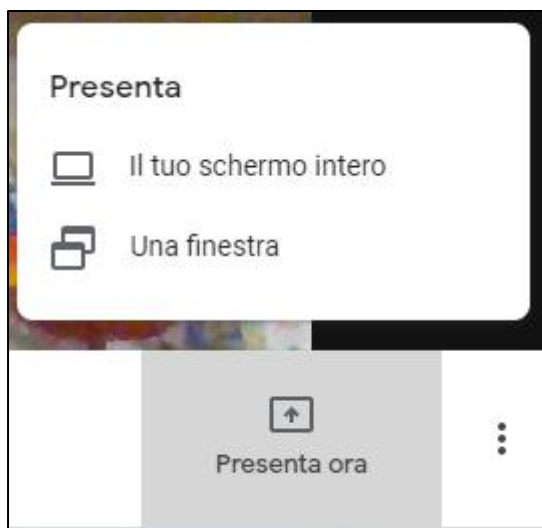 Presenta
Il tuo schermo intero
Una finestra
Presenta ora